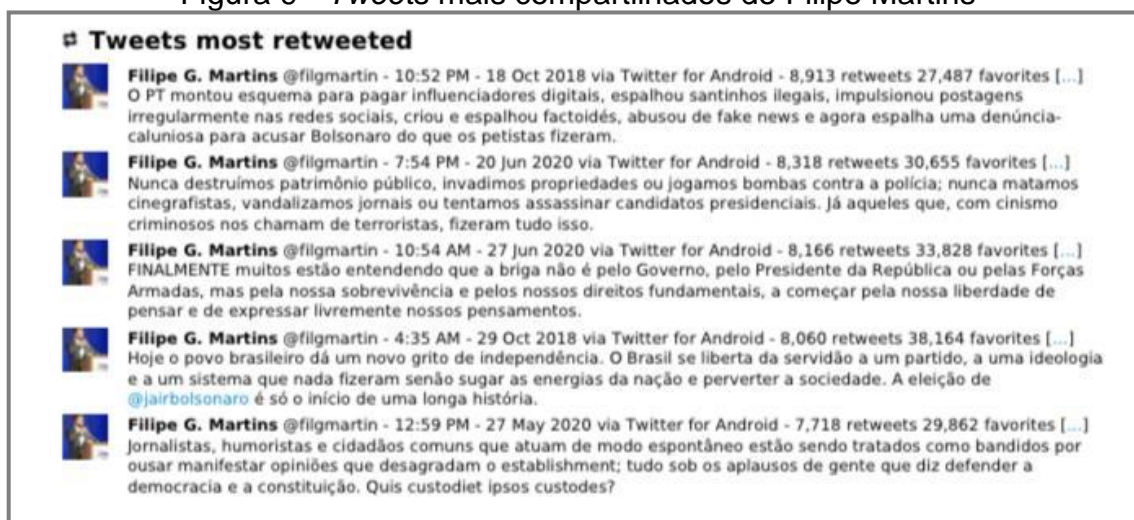 Figura 6 - Tweets mais compartilhados de Filipe Martins
Tweets most retweeted
Filipe G. Martins @filgmartin - 10:52 PM - 18 Oct 2018 via Twitter for Android - 8,913 retweets 27,487 favorites [...]
O PT montou esquema para pagar influenciadores digitais, espalhou santinhos ilegais, impulsionou postagens
irregularmente nas redes sociais, criou e espalhou factoidés, abusou de fake news e agora espalha uma denúncia-
caluniosa para acusar Bolsonaro do que os petistas fizeram.
Filipe G. Martins @filgmartin - 7:54 PM - 20 Jun 2020 via Twitter for Android - 8,318 retweets 30,655 favorites [...]
Nunca destruímos patrimônio público, invadimos propriedades ou jogamos bombas contra a polícia; nunca matamos
cinegrafistas, vandalizamos jornais ou tentamos assassinar candidatos presidenciais. Já aqueles que, com cinismo
criminosos nos chamam de terroristas, fizeram tudo isso.
Filipe G. Martins @filgmartin - 10:54 AM - 27 Jun 2020 via Twitter for Android - 8,166 retweets 33,828 favorites [...]
FINALMENTE muitos estão entendendo que a briga não é pelo Governo, pelo Presidente da República ou pelas Forças
Armadas, mas pela nossa sobrevivência e pelos nossos direitos fundamentais, a começar pela nossa liberdade de
pensar e de expressar livremente nossos pensamentos.
Filipe G. Martins @filgmartin - 4:35 AM - 29 Oct 2018 via Twitter for Android - 8,060 retweets 38,164 favorites [...]
Hoje o povo brasileiro dá um novo grito de independência. O Brasil se liberta da servidão a um partido, a uma ideologia
e a um sistema que nada fizeram senão sugar as energias da nação e perverter a sociedade. A eleição de
@jairbolsonaro é só o início de uma longa história.
Filipe G. Martins @filgmartin - 12:59 PM - 27 May 2020 via Twitter for Android - 7,718 retweets 29,862 favorites [...]
Jornalistas, humoristas e cidadãos comuns que atuam de modo espontâneo estão sendo tratados como bandidos por
ousar manifestar opiniões que desagradam o establishment; tudo sob os aplausos de gente que diz defender a
democracia e a constituição. Quis custodiet ipsos custodes?